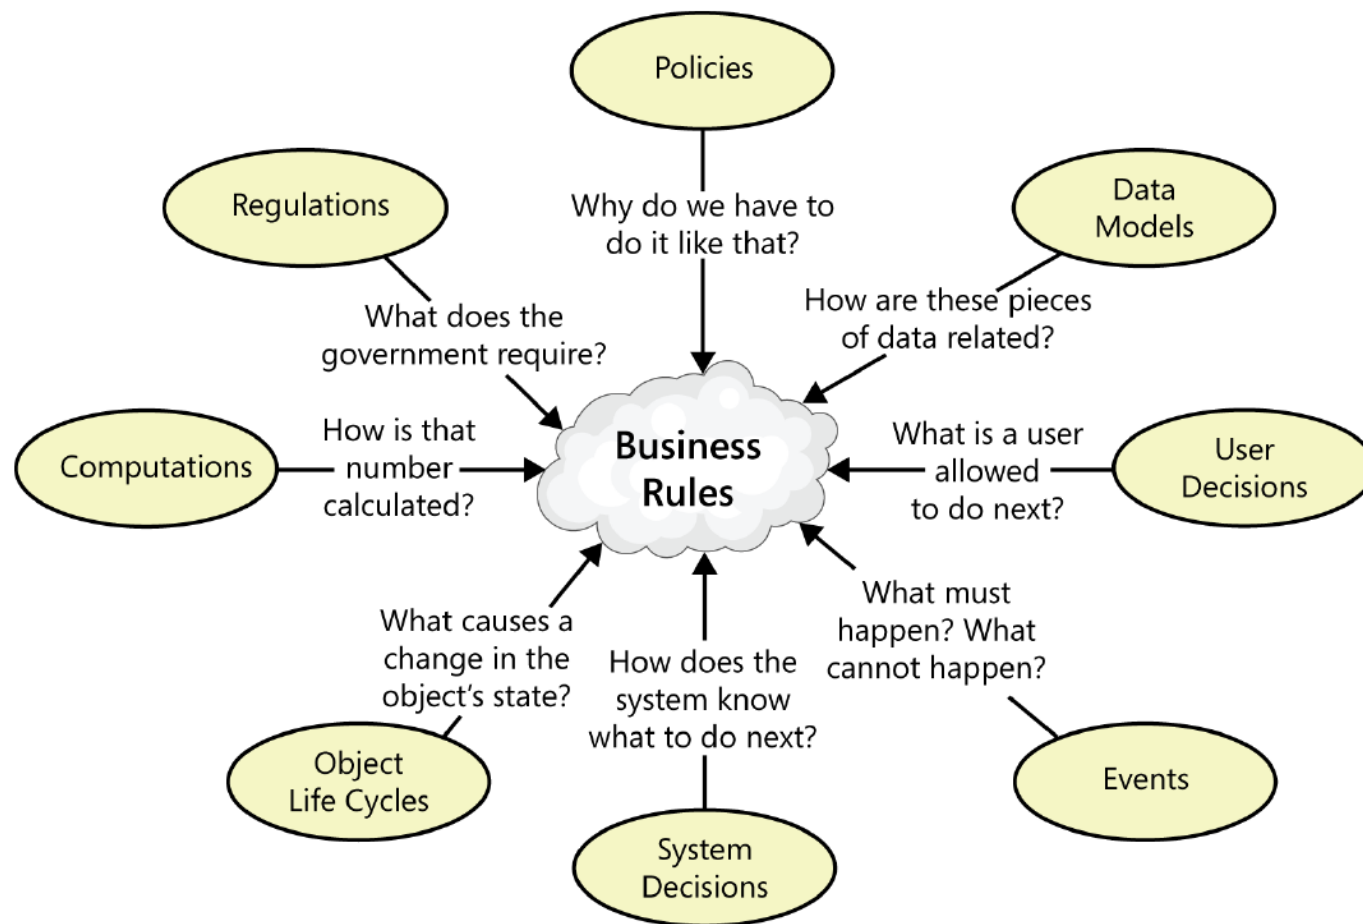 Policies
Why do we have to
do it like that?
Regulations
What does the
government require?
Data
Models
How are these pieces
of data related?
Computations
How is that
number
calculated?
Business
Rules
What is a user
allowed
to do next?
User
Decisions
What causes a
change in the
object's state?
Object
Life Cycles
How does the
system know
what to do next?
System
Decisions
What must
happen? What
cannot happen?
Events